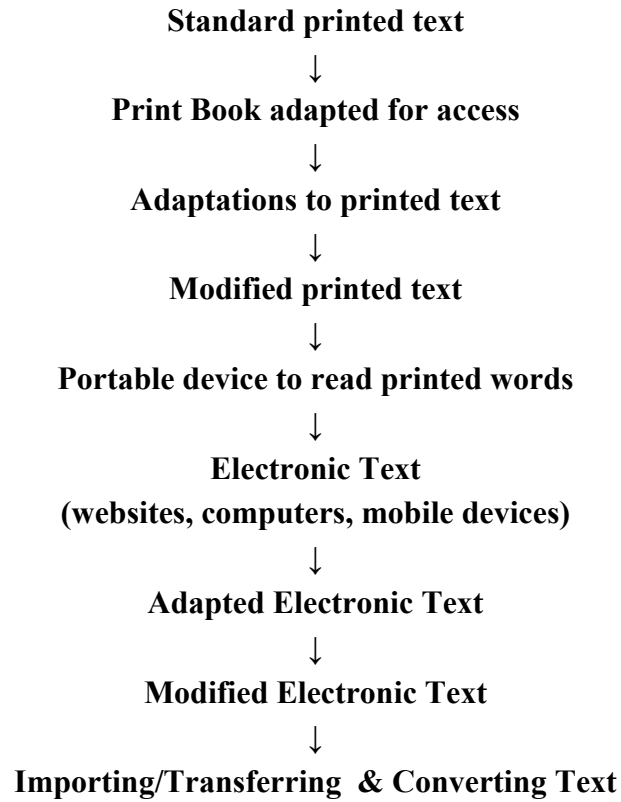 Standard printed text
↓
Print Book adapted for access
↓
Adaptations to printed text
↓
Modified printed text
↓
Portable device to read printed words
↓
Electronic Text
(websites, computers, mobile devices)
↓
Adapted Electronic Text
↓
Modified Electronic Text
↓
Importing/Transferring & Converting Text